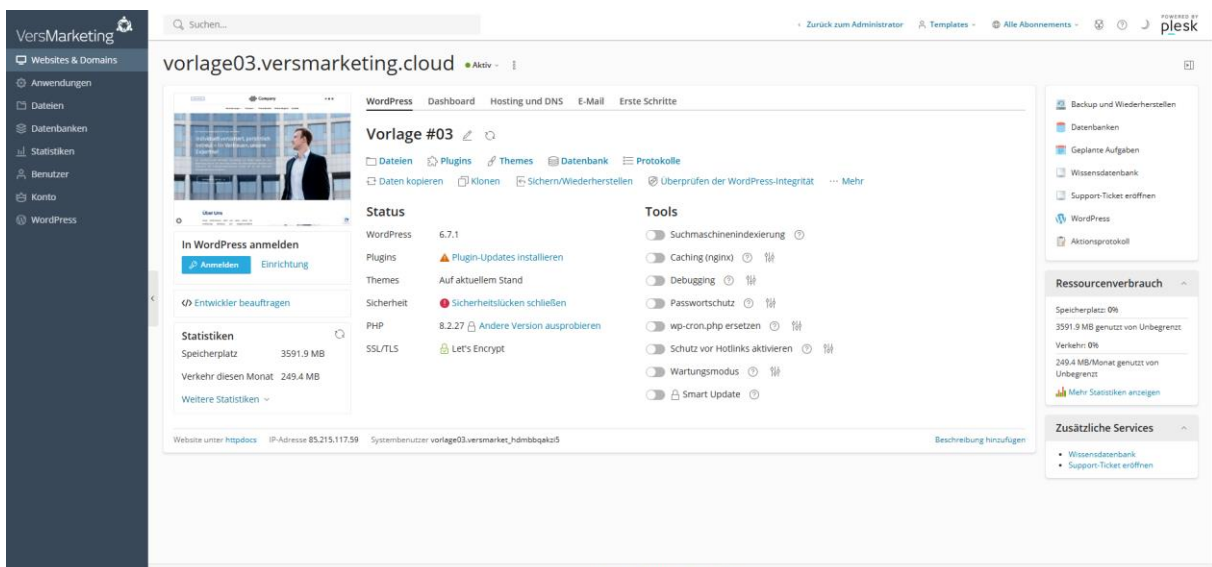 VersMarketing
Suchen...
Zurück zum Administrator
Templates
Alle Abonnements
POWERED BY
plesk
Websites & Domains
Anwendungen
Dateien
Datenbanken
Statistiken
Benutzer
Konto
WordPress
vorlage03.versmarketing.cloud
Aktiv
Company
Über Uns
In WordPress anmelden
Anmelden
Einrichtung
Entwickler beauftragen
Statistiken
Speicherplatz 3591.9 MB
Verkehr diesen Monat 249.4 MB
Weitere Statistiken
WordPress Dashboard Hosting und DNS E-Mail Erste Schritte
Vorlage #03
Dateien Plugins Themes Datenbank Protokolle
Daten kopieren Klonen Sichern/Wiederherstellen Überprüfen der WordPress-Integrität ... Mehr
Status
WordPress 6.7.1
Plugins Plugin-Updates installieren
Themes Auf aktuellem Stand
Sicherheit Sicherheitslücken schließen
PHP 8.2.27 Andere Version ausprobieren
SSL/TLS Let's Encrypt
Tools
Suchmaschinenindexierung
Caching (nginx)
Debugging
Passwortschutz
wp-cron.php ersetzen
Schutz vor Hotlinks aktivieren
Wartungsmodus
Smart Update
Website unter httpdocs IP-Adresse 85.215.117.59 Systembenutzer vorlage03.versmarket_hdmbbqakzi5
Beschreibung hinzufügen
Backup und Wiederherstellen
Datenbanken
Geplante Aufgaben
Wissensdatenbank
Support-Ticket eröffnen
WordPress
Aktionsprotokoll
Ressourcenverbrauch
Speicherplatz: 0%
3591.9 MB genutzt von Unbegrenzt
Verkehr: 0%
249.4 MB/Monat genutzt von
Unbegrenzt
Mehr Statistiken anzeigen
Zusätzliche Services
Wissensdatenbank
Support-Ticket eröffnen